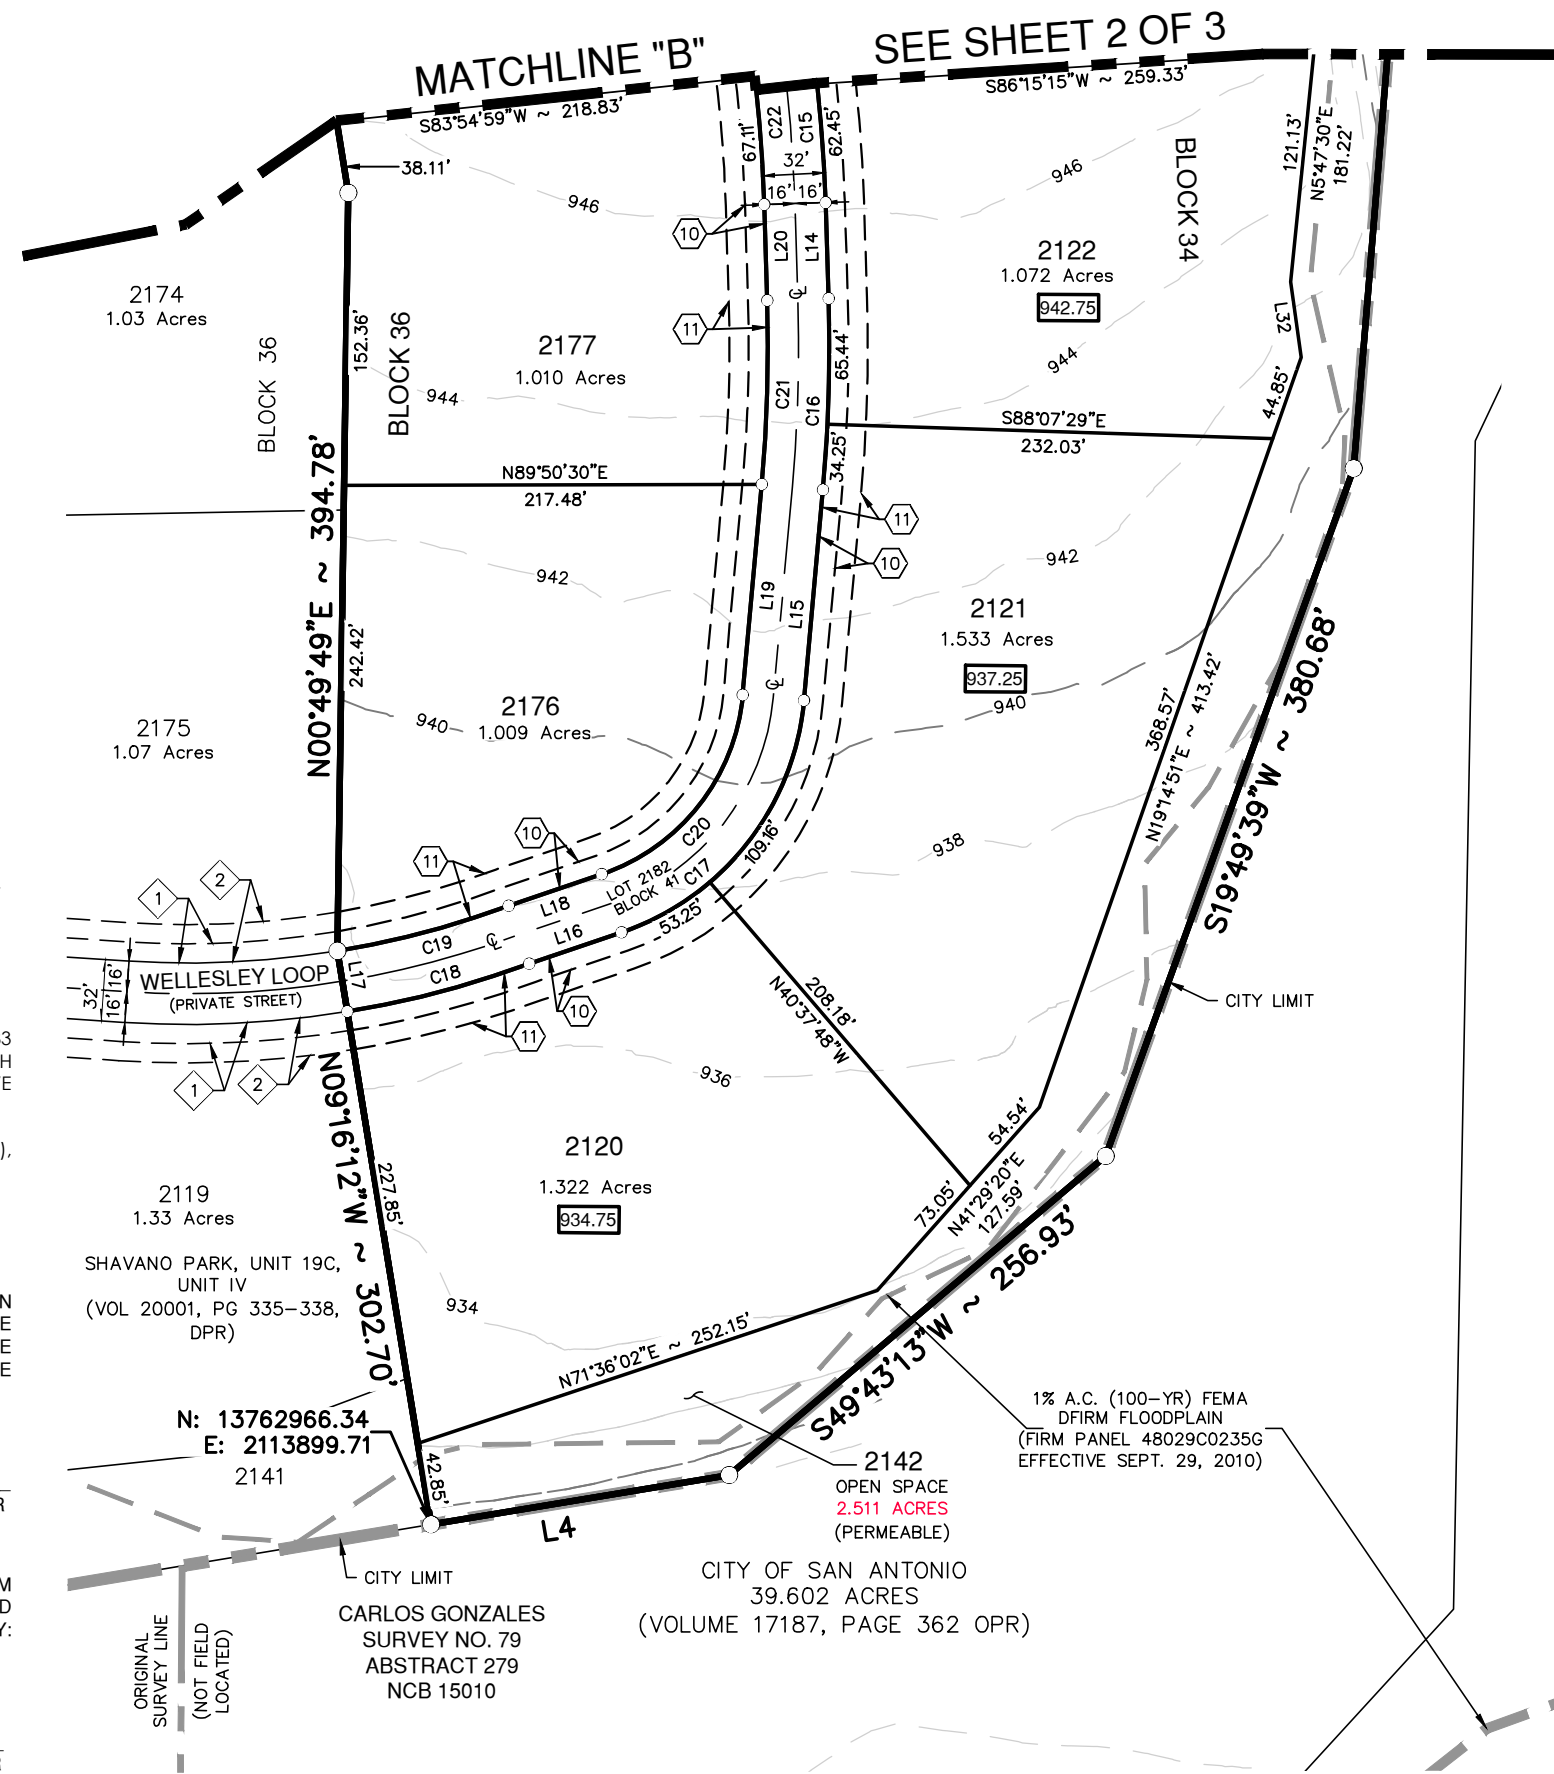 MATCHLINE "B"
SEE SHEET 2 OF 3
S83°54'59"W ~ 218.83'
S86°15'15"W ~ 259.33'
38.11'
67.11'
C22
C15
62.45'
32'
16' 16'
121.13'
N5°47'30"E
181.22'
946
946
BLOCK 34
10
L20
L14
2122
1.072 Acres
942.75
2174
1.03 Acres
BLOCK 36
152.36'
BLOCK 36
2177
1.010 Acres
11
℄
65.44'
L32
944
944
C21
C16
44.85'
S88°07'29"E
232.03'
N89°50'30"E
217.48'
34.25'
11
10
N00°49'49"E ~ 394.78'
242.42'
942
942
L19
L15
2121
1.533 Acres
937.25
2175
1.07 Acres
940
2176
1.009 Acres
℄
940
368.57'
N19°14'51"E ~ 413.42'
S19°49'39"W ~ 380.68'
938
10
11
C20
109.16'
LOT 2182
BLOCK 41
C17
1
2
L18
L16
53.25'
C19
℄
C18
L17
WELLESLEY LOOP
(PRIVATE STREET)
32'
16' 16'
10
11
1
2
208.18'
N40°37'48"W
CITY LIMIT
936
63
H
E
),
N09°16'12"W ~ 302.70'
227.85'
2120
1.322 Acres
934.75
54.54'
73.05'
N41°29'20"E
127.59'
2119
1.33 Acres
SHAVANO PARK, UNIT 19C,
UNIT IV
(VOL 20001, PG 335-338,
DPR)
N
E
E
E
934
N71°36'02"E ~ 252.15'
S49°43'13"W ~ 256.93'
N: 13762966.34
E: 2113899.71
2141
42.85'
1% A.C. (100-YR) FEMA
DFIRM FLOODPLAIN
(FIRM PANEL 48029C0235G
EFFECTIVE SEPT. 29, 2010)
2142
OPEN SPACE
2.511 ACRES
(PERMEABLE)
R
L4
CITY LIMIT
CITY OF SAN ANTONIO
39.602 ACRES
(VOLUME 17187, PAGE 362 OPR)
M
D
Y:
CARLOS GONZALES
SURVEY NO. 79
ABSTRACT 279
NCB 15010
ORIGINAL
SURVEY LINE
(NOT FIELD
LOCATED)